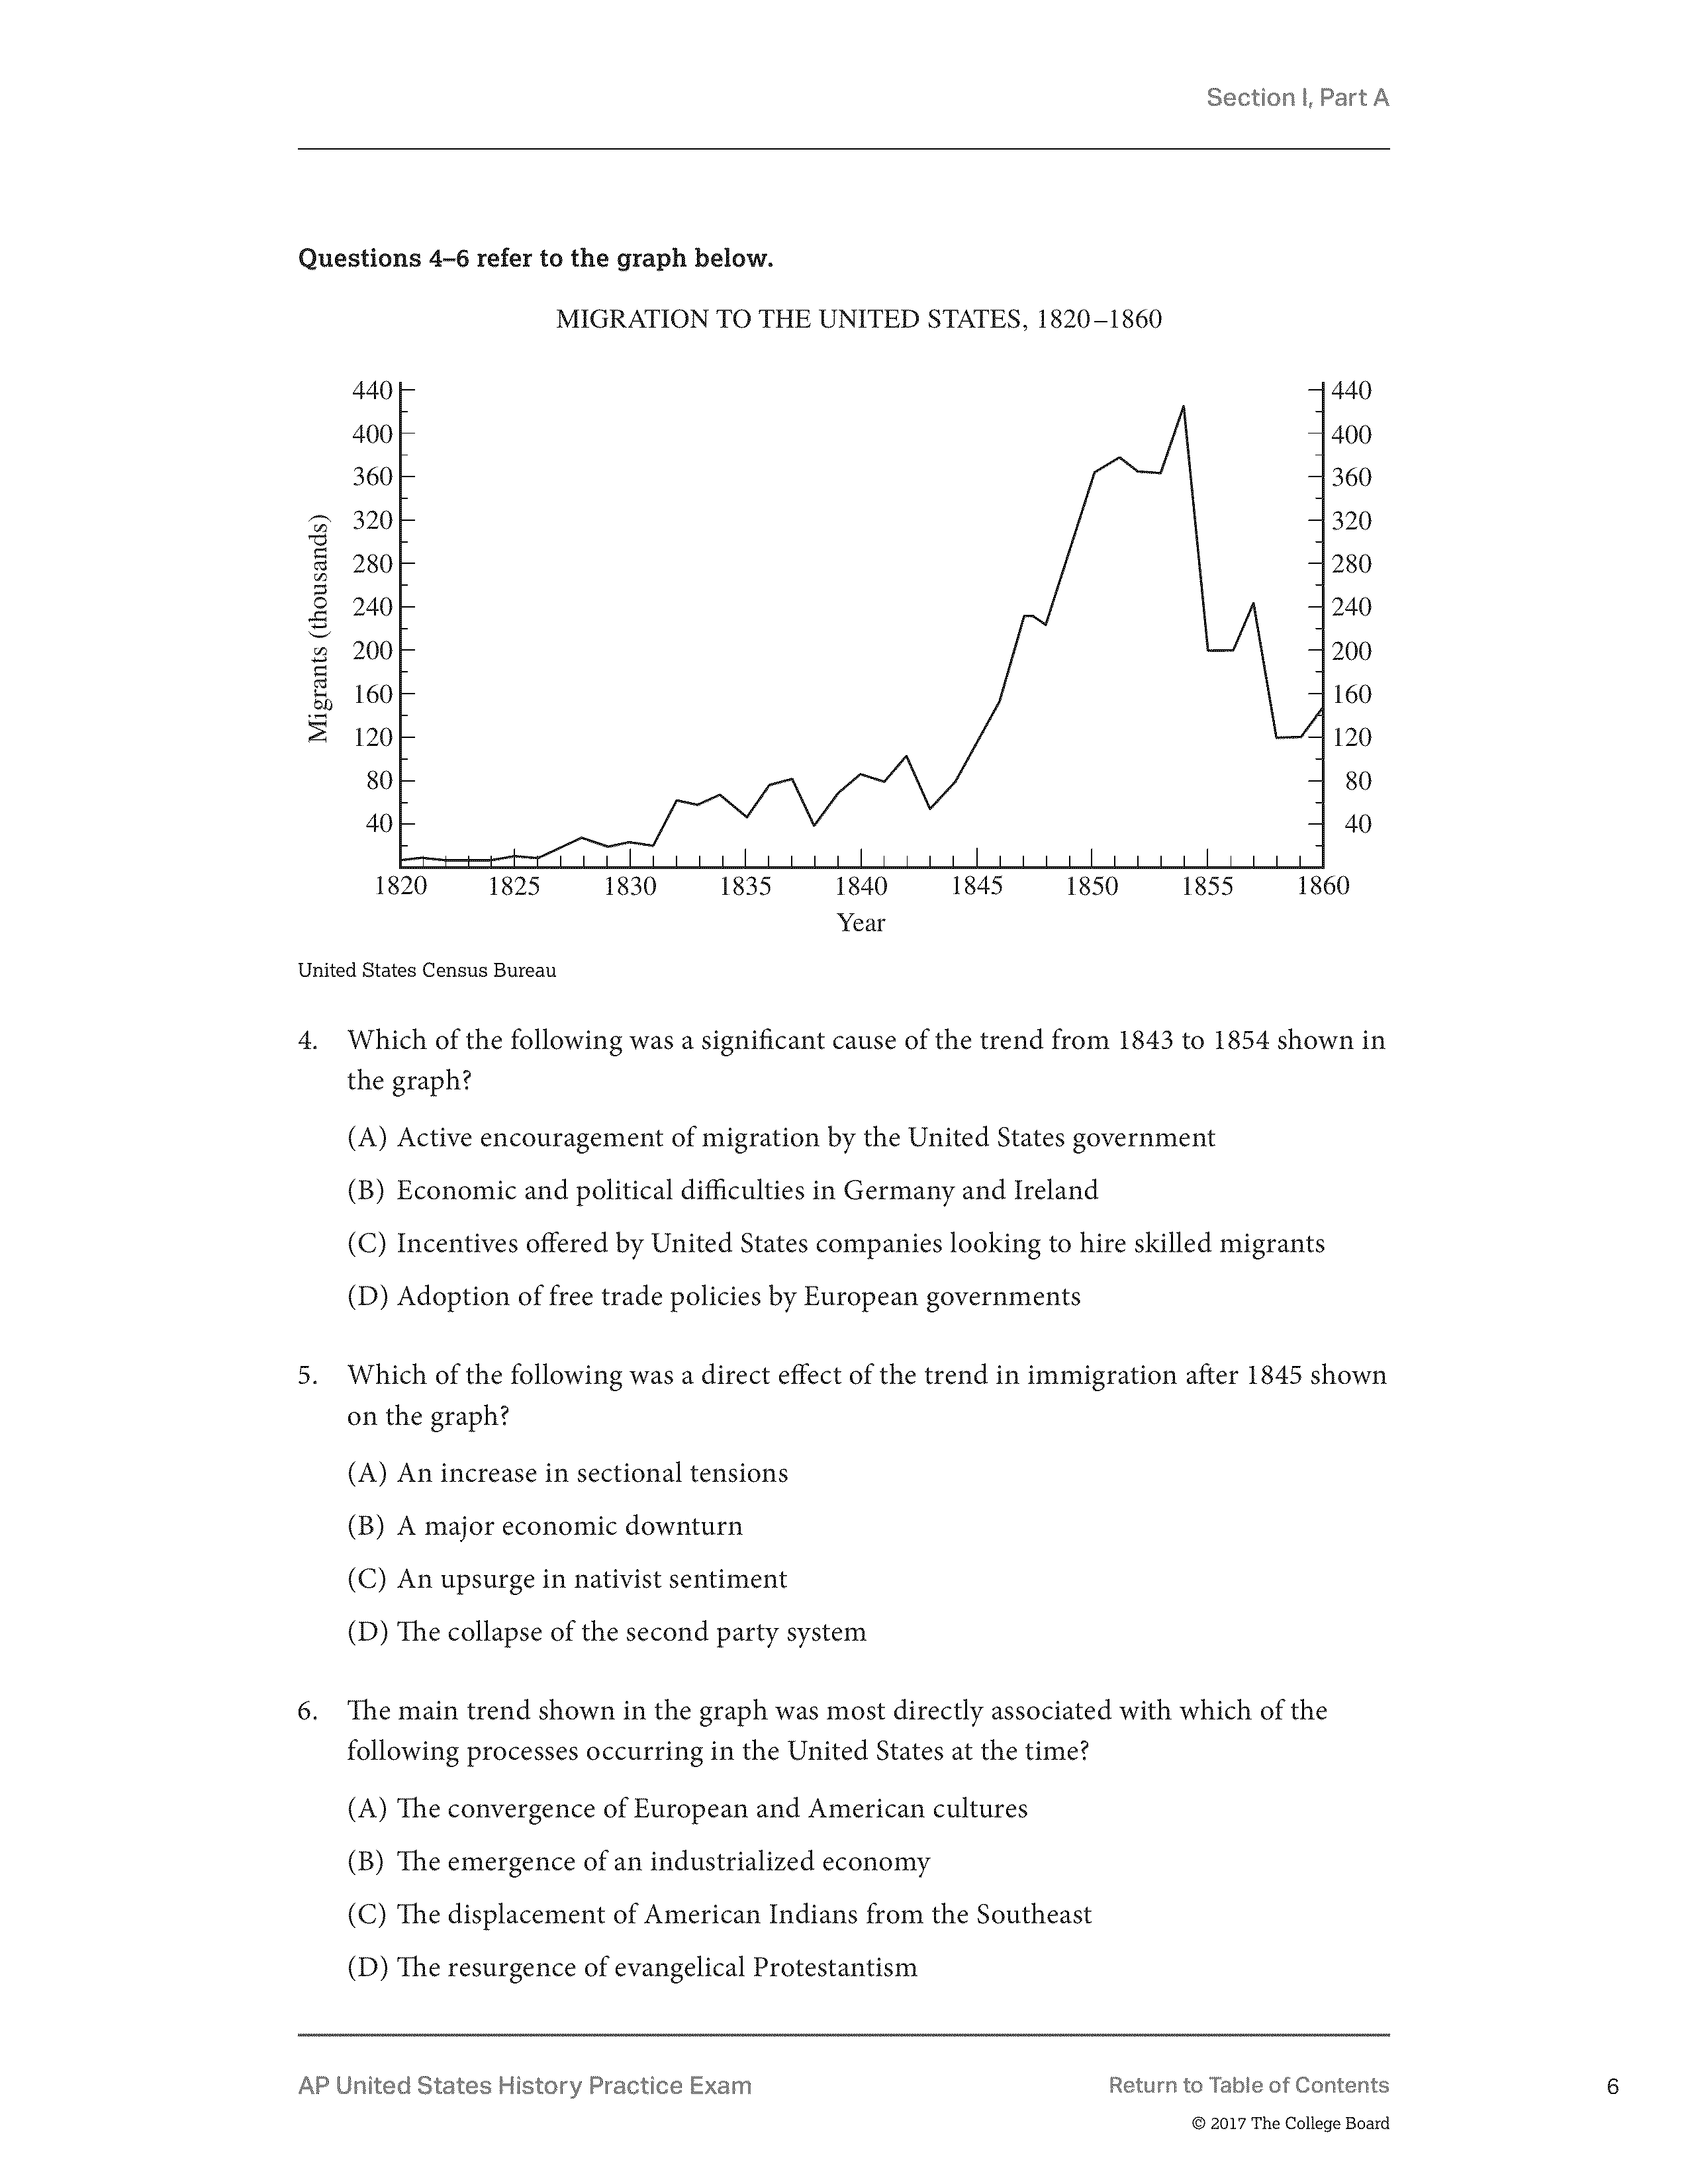 Section I, Part A
Questions 4–6 refer to the graph below.
MIGRATION TO THE UNITED STATES, 1820–1860
440
400
360
320
280
240
200
160
120
80
40
Migrants (thousands)
440
400
360
320
280
240
200
160
120
80
40
1820 1825 1830 1835 1840 1845 1850 1855 1860
Year
United States Census Bureau
4. Which of the following was a significant cause of the trend from 1843 to 1854 shown in
the graph?
(A) Active encouragement of migration by the United States government
(B) Economic and political difficulties in Germany and Ireland
(C) Incentives offered by United States companies looking to hire skilled migrants
(D) Adoption of free trade policies by European governments
5. Which of the following was a direct effect of the trend in immigration after 1845 shown
on the graph?
(A) An increase in sectional tensions
(B) A major economic downturn
(C) An upsurge in nativist sentiment
(D) The collapse of the second party system
6. The main trend shown in the graph was most directly associated with which of the
following processes occurring in the United States at the time?
(A) The convergence of European and American cultures
(B) The emergence of an industrialized economy
(C) The displacement of American Indians from the Southeast
(D) The resurgence of evangelical Protestantism
AP United States History Practice Exam
Return to Table of Contents
6
© 2017 The College Board